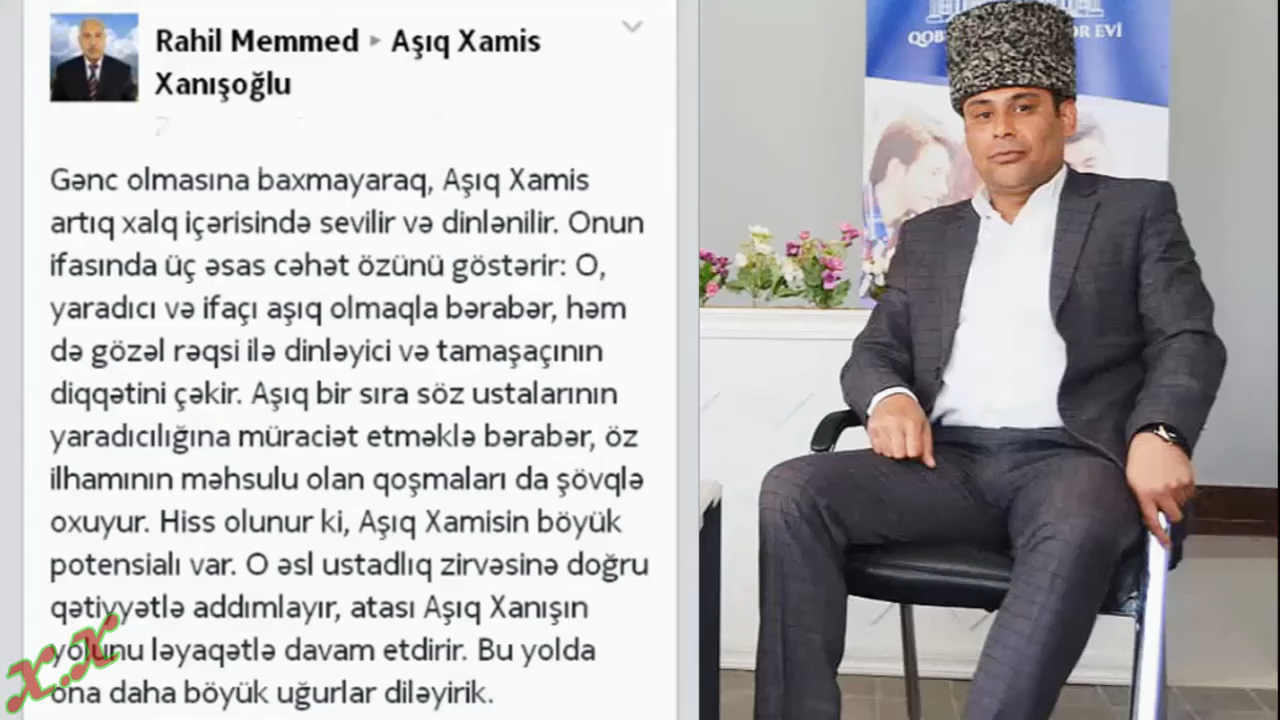 Rahil Memmed ▸ Aşıq Xamis
Xanışoğlu
Gənc olmasına baxmayaraq, Aşıq Xamis
artıq xalq içərisində sevilir və dinlənilir. Onun
ifasında üç əsas cəhət özünü göstərir: O,
yaradıcı və ifaçı aşıq olmaqla bərabər, həm
də gözəl rəqsi ilə dinləyici və tamaşaçının
diqqətini çəkir. Aşıq bir sıra söz ustalarının
yaradıcılığına müraciət etməklə bərabər, öz
ilhamının məhsulu olan qoşmaları da şövqlə
oxuyur. Hiss olunur ki, Aşıq Xamisin böyük
potensialı var. O əsl ustadlıq zirvəsinə doğru
qətiyyətlə addımlayır, atası Aşıq Xanışın
yolunu ləyaqətlə davam etdirir. Bu yolda
ona daha böyük uğurlar diləyirik.
X.X
QOB
OR EVİ